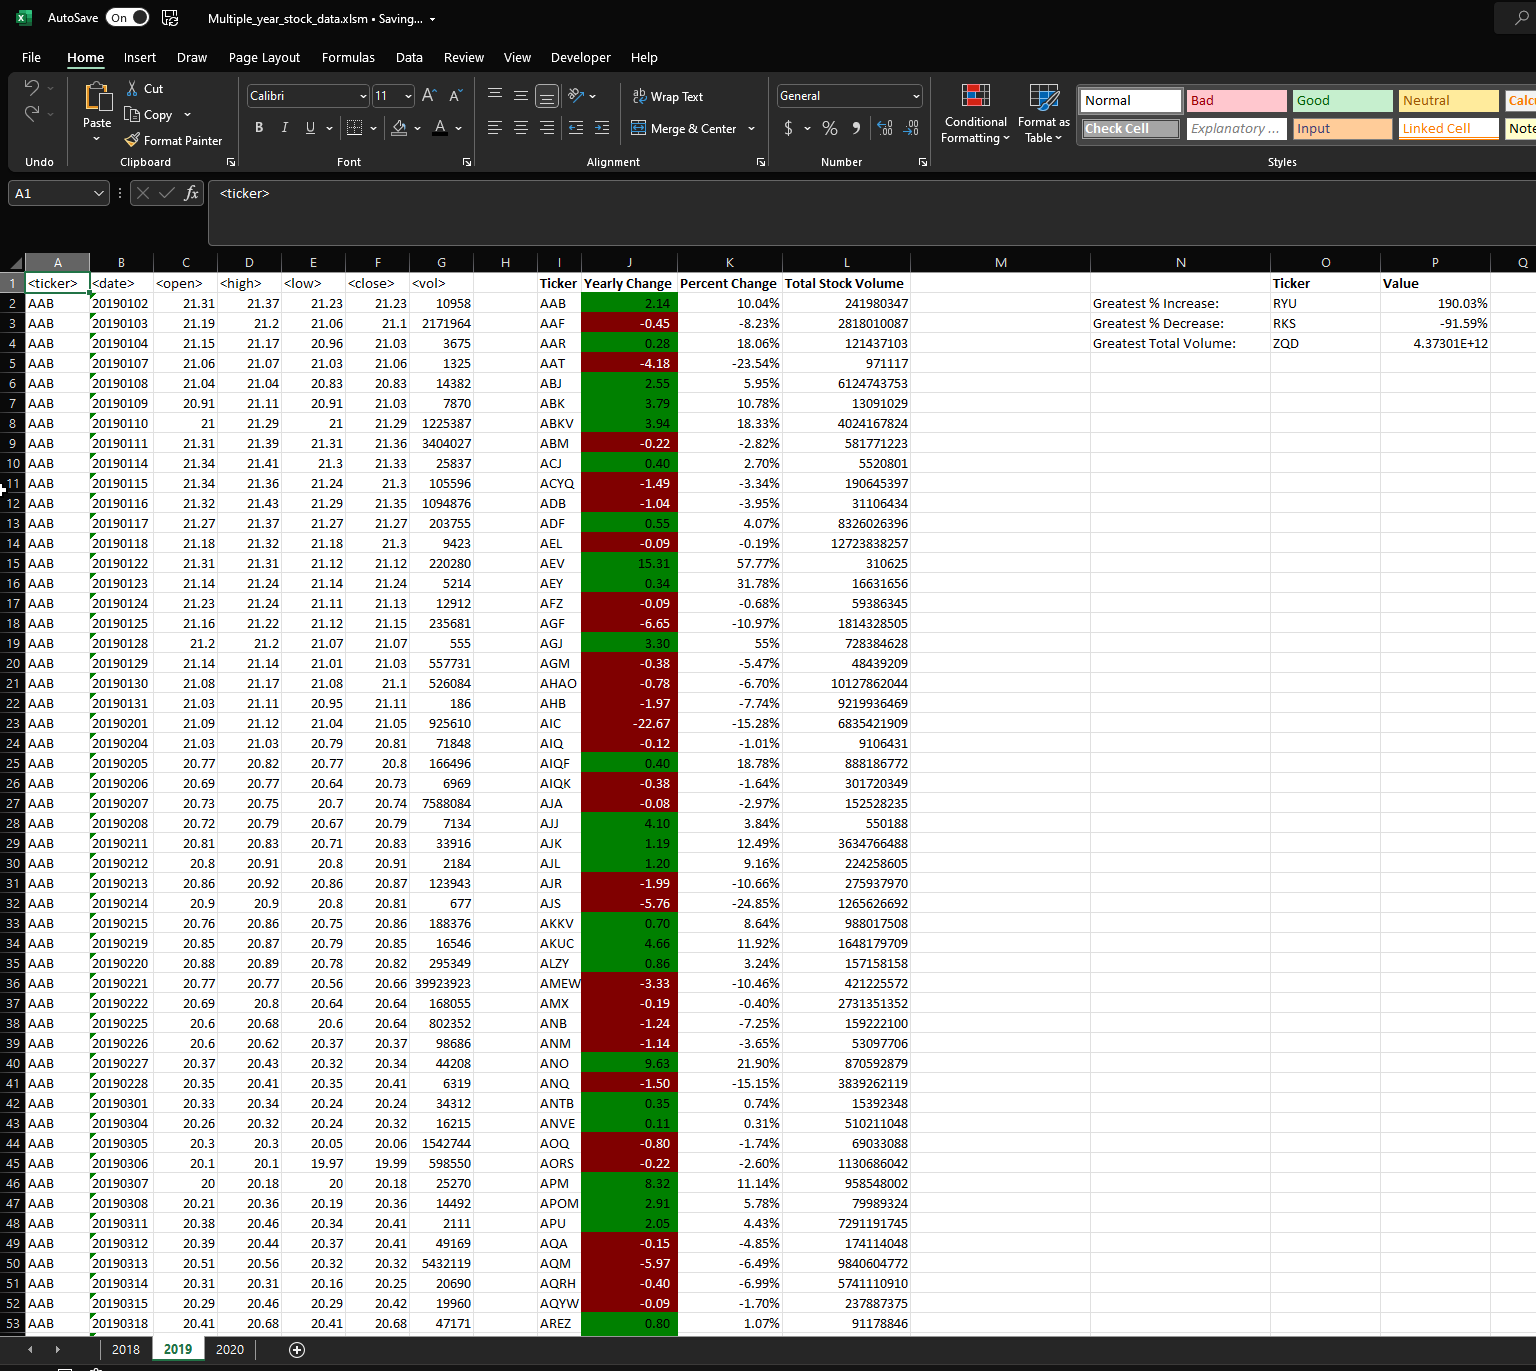 AutoSave On Multiple_year_stock_data.xlsm • Saving...
File Home Insert Draw Page Layout Formulas Data Review View Developer Help
Cut
Copy
Format Painter
Paste
Calibri 11
B I U
Wrap Text
Merge & Center
General
$ % 9
Conditional Formatting
Format as Table
Normal Bad Good Neutral Calc
Check Cell Explanatory ... Input Linked Cell Note
Undo Clipboard Font Alignment Number Styles
A1 fx <ticker>
A B C D E F G H I J K L M N O P Q
1 <ticker> <date> <open> <high> <low> <close> <vol> Ticker Yearly Change Percent Change Total Stock Volume Ticker Value
2 AAB 20190102 21.31 21.37 21.23 21.23 10958 AAB 2.14 10.04% 241980347 Greatest % Increase: RYU 190.03%
3 AAB 20190103 21.19 21.2 21.06 21.1 2171964 AAF -0.45 -8.23% 2818010087 Greatest % Decrease: RKS -91.59%
4 AAB 20190104 21.15 21.17 20.96 21.03 3675 AAR 0.28 18.06% 121437103 Greatest Total Volume: ZQD 4.37301E+12
5 AAB 20190107 21.06 21.07 21.03 21.06 1325 AAT -4.18 -23.54% 971117
6 AAB 20190108 21.04 21.04 20.83 20.83 14382 ABJ 2.55 5.95% 6124743753
7 AAB 20190109 20.91 21.11 20.91 21.03 7870 ABK 3.79 10.78% 13091029
8 AAB 20190110 21 21.29 21 21.29 1225387 ABKV 3.94 18.33% 4024167824
9 AAB 20190111 21.31 21.39 21.31 21.36 3404027 ABM -0.22 -2.82% 581771223
10 AAB 20190114 21.34 21.41 21.3 21.33 25837 ACJ 0.40 2.70% 5520801
11 AAB 20190115 21.34 21.36 21.24 21.3 105596 ACYQ -1.49 -3.34% 190645397
12 AAB 20190116 21.32 21.43 21.29 21.35 1094876 ADB -1.04 -3.95% 31106434
13 AAB 20190117 21.27 21.37 21.27 21.27 203755 ADF 0.55 4.07% 8326026396
14 AAB 20190118 21.18 21.32 21.18 21.3 9423 AEL -0.09 -0.19% 12723838257
15 AAB 20190122 21.31 21.31 21.12 21.12 220280 AEV 15.31 57.77% 310625
16 AAB 20190123 21.14 21.24 21.14 21.24 5214 AEY 0.34 31.78% 16631656
17 AAB 20190124 21.23 21.24 21.11 21.13 12912 AFZ -0.09 -0.68% 59386345
18 AAB 20190125 21.16 21.22 21.12 21.15 235681 AGF -6.65 -10.97% 1814328505
19 AAB 20190128 21.2 21.2 21.07 21.07 555 AGJ 3.30 55% 728384628
20 AAB 20190129 21.14 21.14 21.01 21.03 557731 AGM -0.38 -5.47% 48439209
21 AAB 20190130 21.08 21.17 21.08 21.1 526084 AHAO -0.78 -6.70% 10127862044
22 AAB 20190131 21.03 21.11 20.95 21.11 186 AHB -1.97 -7.74% 9219936469
23 AAB 20190201 21.09 21.12 21.04 21.05 925610 AIC -22.67 -15.28% 6835421909
24 AAB 20190204 21.03 21.03 20.79 20.81 71848 AIQ -0.12 -1.01% 9106431
25 AAB 20190205 20.77 20.82 20.77 20.8 166496 AIQF 0.40 18.78% 888186772
26 AAB 20190206 20.69 20.77 20.64 20.73 6969 AIQK -0.38 -1.64% 301720349
27 AAB 20190207 20.73 20.75 20.7 20.74 7588084 AJA -0.08 -2.97% 152528235
28 AAB 20190208 20.72 20.79 20.67 20.79 7134 AJJ 4.10 3.84% 550188
29 AAB 20190211 20.81 20.83 20.71 20.83 33916 AJK 1.19 12.49% 3634766488
30 AAB 20190212 20.8 20.91 20.8 20.91 2184 AJL 1.20 9.16% 224258605
31 AAB 20190213 20.86 20.92 20.86 20.87 123943 AJR -1.99 -10.66% 275937970
32 AAB 20190214 20.9 20.9 20.8 20.81 677 AJS -5.76 -24.85% 1265626692
33 AAB 20190215 20.76 20.86 20.75 20.86 188376 AKKV 0.70 8.64% 988017508
34 AAB 20190219 20.85 20.87 20.79 20.85 16546 AKUC 4.66 11.92% 1648179709
35 AAB 20190220 20.88 20.89 20.78 20.82 295349 ALZY 0.86 3.24% 157158158
36 AAB 20190221 20.77 20.77 20.56 20.66 39923923 AMEW -3.33 -10.46% 421225572
37 AAB 20190222 20.69 20.8 20.64 20.64 168055 AMX -0.19 -0.40% 2731351352
38 AAB 20190225 20.6 20.68 20.6 20.64 802352 ANB -1.24 -7.25% 159222100
39 AAB 20190226 20.6 20.62 20.37 20.37 98686 ANM -1.14 -3.65% 53097706
40 AAB 20190227 20.37 20.43 20.32 20.34 44208 ANO 9.63 21.90% 870592879
41 AAB 20190228 20.35 20.41 20.35 20.41 6319 ANQ -1.50 -15.15% 3839262119
42 AAB 20190301 20.33 20.34 20.24 20.24 34312 ANTB 0.35 0.74% 15392348
43 AAB 20190304 20.26 20.32 20.24 20.32 16215 ANVE 0.11 0.31% 510211048
44 AAB 20190305 20.3 20.3 20.05 20.06 1542744 AOQ -0.80 -1.74% 69033088
45 AAB 20190306 20.1 20.1 19.97 19.99 598550 AORS -0.22 -2.60% 1130686042
46 AAB 20190307 20 20.18 20 20.18 25270 APM 8.32 11.14% 958548002
47 AAB 20190308 20.21 20.36 20.19 20.36 14492 APOM 2.91 5.78% 79989324
48 AAB 20190311 20.38 20.46 20.34 20.41 2111 APU 2.05 4.43% 7291191745
49 AAB 20190312 20.39 20.44 20.37 20.41 49169 AQA -0.15 -4.85% 174114048
50 AAB 20190313 20.51 20.56 20.32 20.32 5432119 AQM -5.97 -6.49% 9840604772
51 AAB 20190314 20.31 20.31 20.16 20.25 20690 AQRH -0.40 -6.99% 5741110910
52 AAB 20190315 20.29 20.46 20.29 20.42 19960 AQYW -0.09 -1.70% 237887375
53 AAB 20190318 20.41 20.68 20.41 20.68 47171 AREZ 0.80 1.07% 91178846
2018 2019 2020